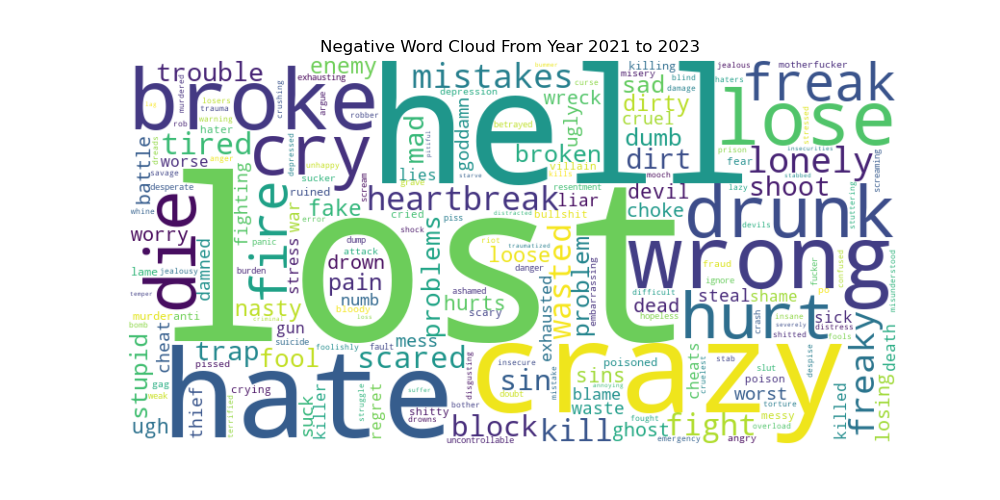 Negative Word Cloud From Year 2021 to 2023
lost
hell
crazy
hate
wrong
broke
cry
lose
hurt
drunk
die
fire
freak
freaky
lonely
heartbreak
mistakes
trouble
enemy
tired
mad
goddamn
wreck
ugly
broken
sad
dirty
cruel
dumb
dirt
killing
misery
motherfucker
jealous
blind
damage
haters
stressed
prison
insecurities
fear
stabbed
screaming
shoot
devil
choke
liar
lies
villain
kills
betrayed
bummer
curse
depression
pitiful
grave
starve
mooch
resentment
bullshit
lazy
devils
stuttering
misunderstood
confused
fucker
fraud
ignore
steal
shame
dead
difficult
hopeless
embarrassing
problem
wasted
loose
exhausted
danger
traumatized
riot
distracted
piss
cried
shock
scream
fake
war
error
ruined
sucker
unhappy
depressed
argue
robber
exhausting
crushing
murdered
rob
losers
trauma
warning
hater
anger
dreads
worse
savage
battle
desperate
whine
worry
lame
jealousy
damned
temper
fighting
panic
burden
stress
dump
attack
drown
pain
numb
bloody
problems
hurts
ashamed
scary
mess
scared
nasty
gun
criminal
suicide
fault
foolishly
murder
anti
bomb
cheat
stupid
pissed
trap
fool
gag
weak
ugh
thief
terrified
crying
suck
killer
struggle
regret
suffer
shitty
drowns
bother
disgusting
insecure
annoying
doubt
sin
mistake
sins
poisoned
blame
waste
block
uncontrollable
kill
ghost
fought
fight
emergency
angry
cheats
cruelest
stab
slut
poison
worst
torture
messy
overload
despise
killed
losing
death
fools
sick
distress
shitted
insane
severely
crash